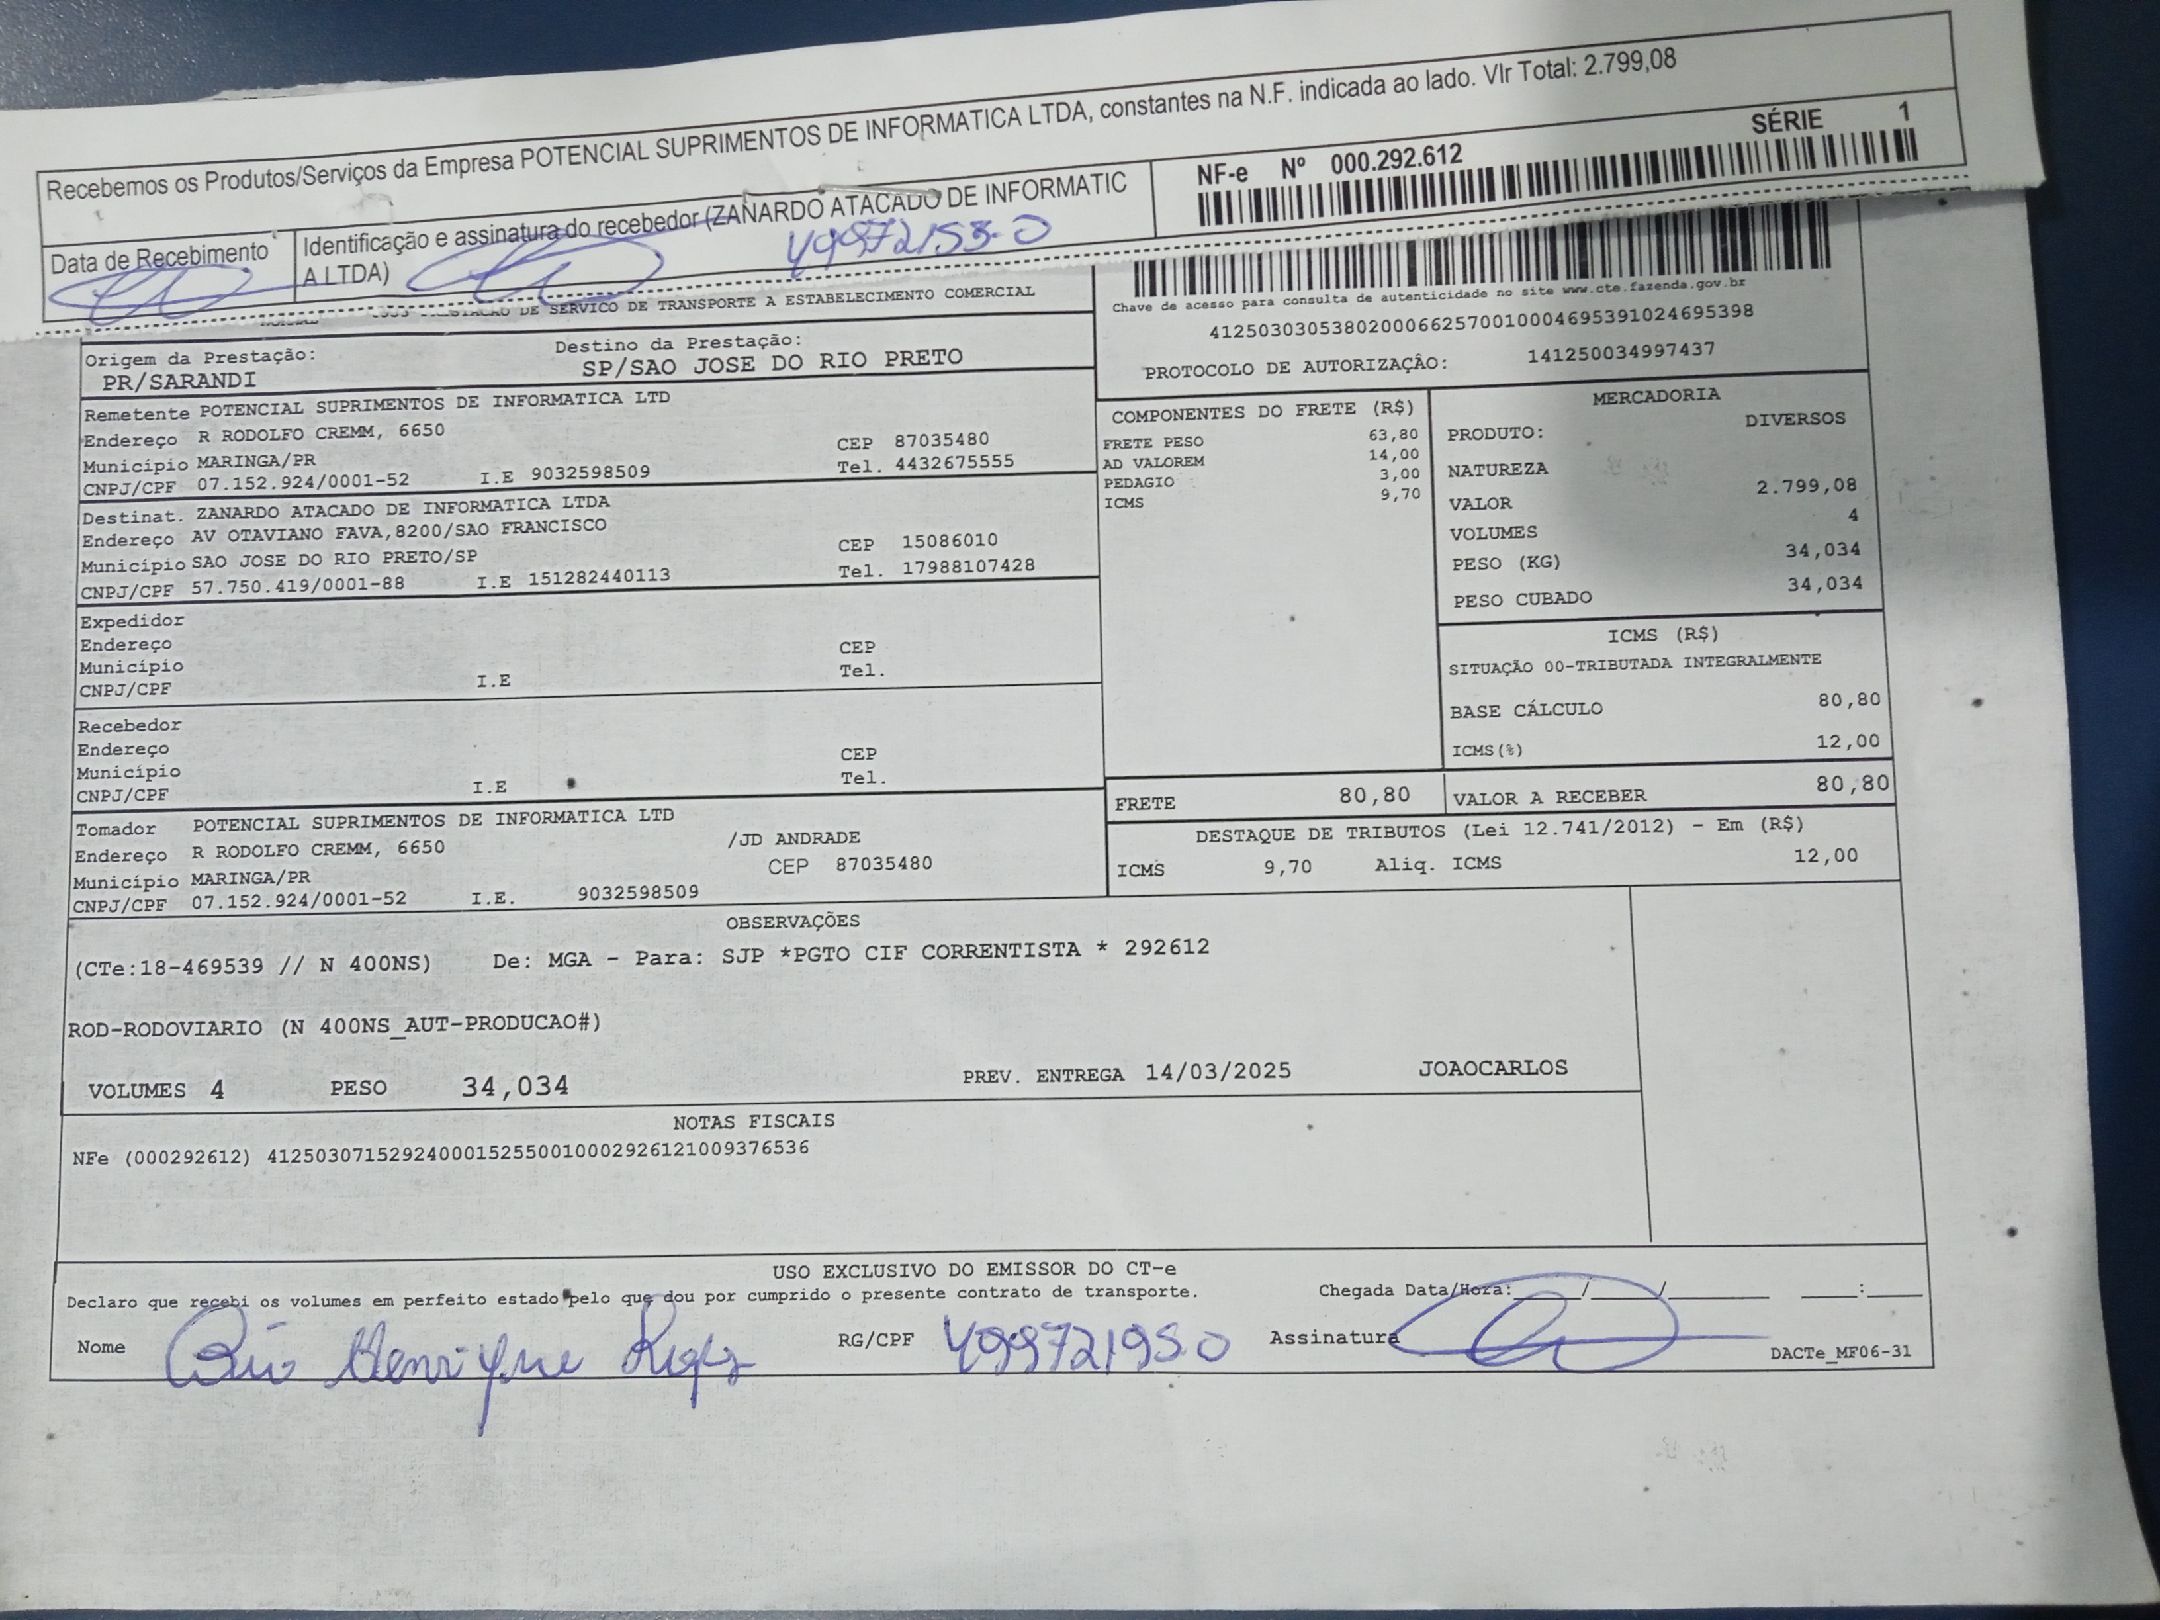 Recebemos os Produtos/Serviços da Empresa POTENCIAL SUPRIMENTOS DE INFORMATICA LTDA, constantes na N.F. indicada ao lado. Vlr Total: 2.799,08
Data de Recebimento
Identificação e assinatura do recebedor (ZANARDO ATACADO DE INFORMATIC
A LTDA)
NF-e Nº 000.292.612 SÉRIE 1
DE SERVICO DE TRANSPORTE A ESTABELECIMENTO COMERCIAL
Chave de acesso para consulta de autenticidade no site www.cte.fazenda.gov.br
41250303053802000662570010004695391024695398
PROTOCOLO DE AUTORIZAÇÂO: 141250034997437
Origem da Prestação: Destino da Prestação:
PR/SARANDI SP/SAO JOSE DO RIO PRETO
Remetente POTENCIAL SUPRIMENTOS DE INFORMATICA LTD
Endereço R RODOLFO CREMM, 6650 CEP 87035480
Município MARINGA/PR Tel. 4432675555
CNPJ/CPF 07.152.924/0001-52 I.E 9032598509
Destinat. ZANARDO ATACADO DE INFORMATICA LTDA
Endereço AV OTAVIANO FAVA,8200/SAO FRANCISCO CEP 15086010
Município SAO JOSE DO RIO PRETO/SP Tel. 17988107428
CNPJ/CPF 57.750.419/0001-88 I.E 151282440113
Expedidor
Endereço CEP
Município Tel.
CNPJ/CPF I.E
Recebedor
Endereço CEP
Município Tel.
CNPJ/CPF I.E
Tomador POTENCIAL SUPRIMENTOS DE INFORMATICA LTD
Endereço R RODOLFO CREMM, 6650 /JD ANDRADE
Município MARINGA/PR CEP 87035480
CNPJ/CPF 07.152.924/0001-52 I.E. 9032598509
COMPONENTES DO FRETE (R$)
FRETE PESO 63,80
AD VALOREM 14,00
PEDAGIO 3,00
ICMS 9,70
MERCADORIA
PRODUTO: DIVERSOS
NATUREZA
VALOR 2.799,08
VOLUMES 4
PESO (KG) 34,034
PESO CUBADO 34,034
ICMS (R$)
SITUAÇÃO 00-TRIBUTADA INTEGRALMENTE
BASE CÁLCULO 80,80
ICMS(%) 12,00
FRETE 80,80 VALOR A RECEBER 80,80
DESTAQUE DE TRIBUTOS (Lei 12.741/2012) - Em (R$)
ICMS 9,70 Aliq. ICMS 12,00
OBSERVAÇÕES
(CTe:18-469539 // N 400NS) De: MGA - Para: SJP *PGTO CIF CORRENTISTA * 292612
ROD-RODOVIARIO (N 400NS_AUT-PRODUCAO#)
VOLUMES 4 PESO 34,034 PREV. ENTREGA 14/03/2025 JOAOCARLOS
NOTAS FISCAIS
NFe (000292612) 41250307152924000152550010002926121009376536
USO EXCLUSIVO DO EMISSOR DO CT-e
Declaro que recebi os volumes em perfeito estado pelo que dou por cumprido o presente contrato de transporte. Chegada Data/Hora:____/____/______ ____:____
Nome Henrique RG/CPF Assinatura
DACTe_MF06-31